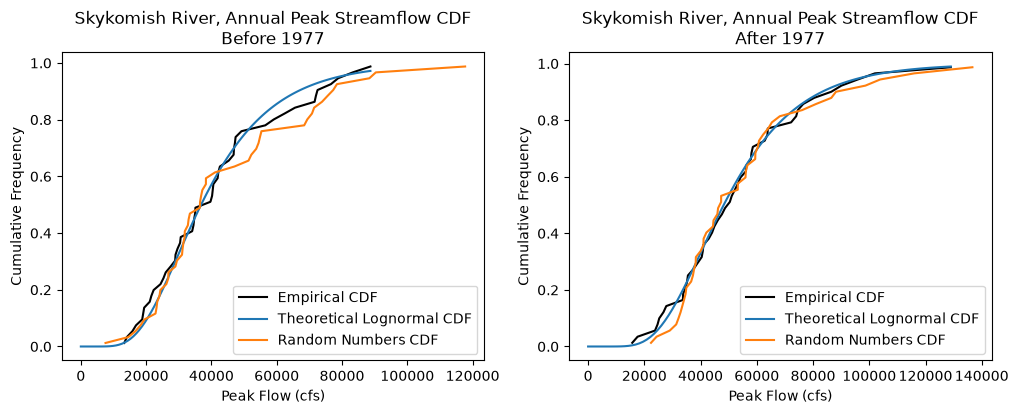 Skykomish River, Annual Peak Streamflow CDF
Before 1977
1.0
0.8
0.6
0.4
0.2
0.0
Cumulative Frequency
0
20000
40000
60000
80000
100000
120000
Peak Flow (cfs)
Empirical CDF
Theoretical Lognormal CDF
Random Numbers CDF
Skykomish River, Annual Peak Streamflow CDF
After 1977
1.0
0.8
0.6
0.4
0.2
0.0
Cumulative Frequency
0
20000
40000
60000
80000
100000
120000
140000
Peak Flow (cfs)
Empirical CDF
Theoretical Lognormal CDF
Random Numbers CDF